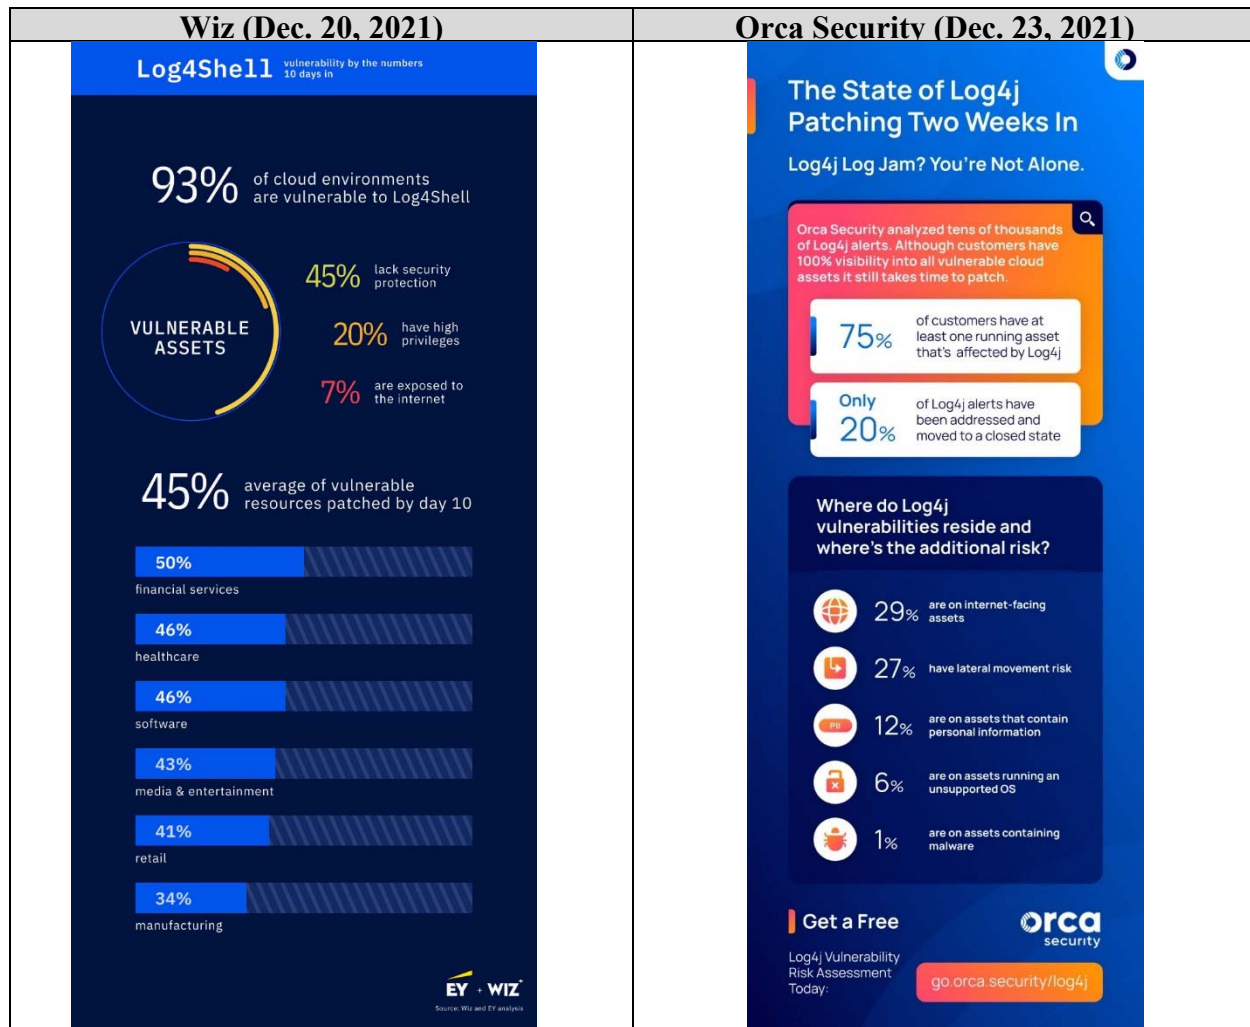 Wiz (Dec. 20, 2021)
Log4Shell
vulnerability by the numbers
10 days in
93%
of cloud environments
are vulnerable to Log4Shell
VULNERABLE
ASSETS
45%
lack security
protection
20%
have high
privileges
7%
are exposed to
the internet
45%
average of vulnerable
resources patched by day 10
50%
financial services
46%
healthcare
46%
software
43%
media & entertainment
41%
retail
34%
manufacturing
EY + WIZ
Source: Wiz and EY analysis
Orca Security (Dec. 23, 2021)
The State of Log4j
Patching Two Weeks In
Log4j Log Jam? You're Not Alone.
Orca Security analyzed tens of thousands
of Log4j alerts. Although customers have
100% visibility into all vulnerable cloud
assets it still takes time to patch.
75%
of customers have at
least one running asset
that's affected by Log4j
Only
20%
of Log4j alerts have
been addressed and
moved to a closed state
Where do Log4j
vulnerabilities reside and
where's the additional risk?
29%
are on internet-facing
assets
27%
have lateral movement risk
PII
12%
are on assets that contain
personal information
6%
are on assets running an
unsupported OS
1%
are on assets containing
malware
Get a Free
Log4j Vulnerability
Risk Assessment
Today:
orca
security
go.orca.security/log4j